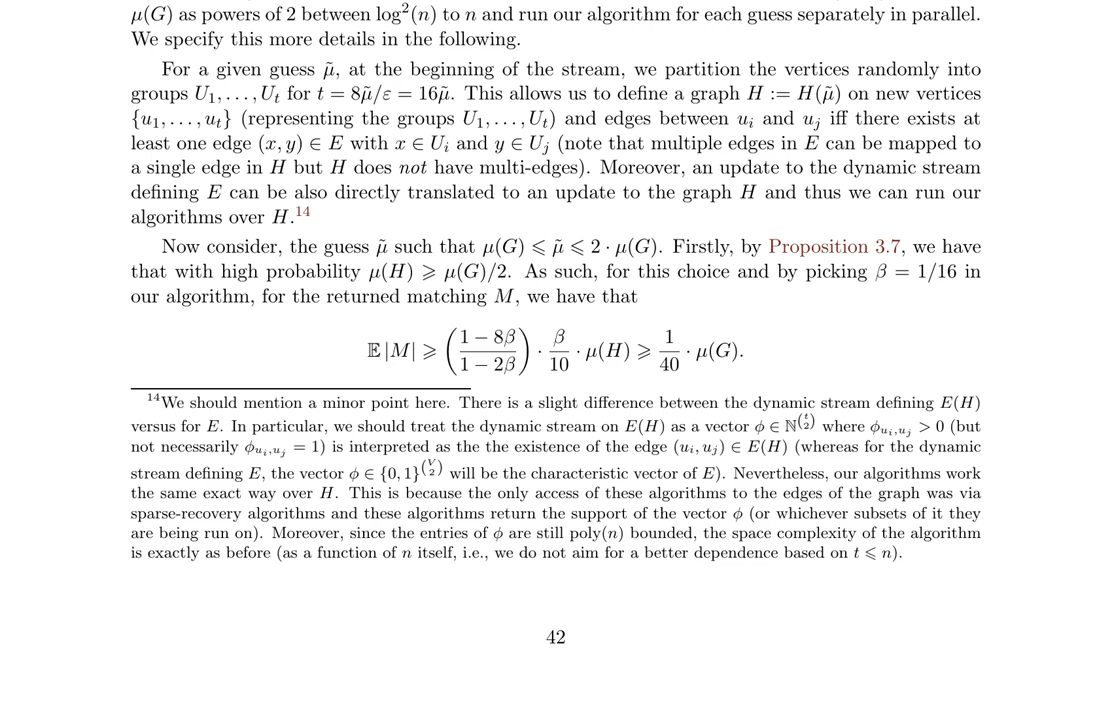 μ(G) as powers of 2 between log²(n) to n and run our algorithm for each guess separately in parallel.
We specify this more details in the following.
For a given guess μ̃, at the beginning of the stream, we partition the vertices randomly into
groups U₁, . . . , Uₜ for t = 8μ̃/ε = 16μ̃. This allows us to define a graph H := H(μ̃) on new vertices
{u₁, . . . , uₜ} (representing the groups U₁, . . . , Uₜ) and edges between uᵢ and uⱼ iff there exists at
least one edge (x, y) ∈ E with x ∈ Uᵢ and y ∈ Uⱼ (note that multiple edges in E can be mapped to
a single edge in H but H does not have multi-edges). Moreover, an update to the dynamic stream
defining E can be also directly translated to an update to the graph H and thus we can run our
algorithms over H.¹⁴
Now consider, the guess μ̃ such that μ(G) ⩽ μ̃ ⩽ 2 · μ(G). Firstly, by Proposition 3.7, we have
that with high probability μ(H) ⩾ μ(G)/2. As such, for this choice and by picking β = 1/16 in
our algorithm, for the returned matching M, we have that
𝔼 |M| ⩾ ((1 − 8β)/(1 − 2β)) · β/10 · μ(H) ⩾ 1/40 · μ(G).
¹⁴We should mention a minor point here. There is a slight difference between the dynamic stream defining E(H)
versus for E. In particular, we should treat the dynamic stream on E(H) as a vector ϕ ∈ ℕ^(t choose 2) where ϕ_{uᵢ,uⱼ} > 0 (but
not necessarily ϕ_{uᵢ,uⱼ} = 1) is interpreted as the the existence of the edge (uᵢ, uⱼ) ∈ E(H) (whereas for the dynamic
stream defining E, the vector ϕ ∈ {0, 1}^(V choose 2) will be the characteristic vector of E). Nevertheless, our algorithms work
the same exact way over H. This is because the only access of these algorithms to the edges of the graph was via
sparse-recovery algorithms and these algorithms return the support of the vector ϕ (or whichever subsets of it they
are being run on). Moreover, since the entries of ϕ are still poly(n) bounded, the space complexity of the algorithm
is exactly as before (as a function of n itself, i.e., we do not aim for a better dependence based on t ⩽ n).
42